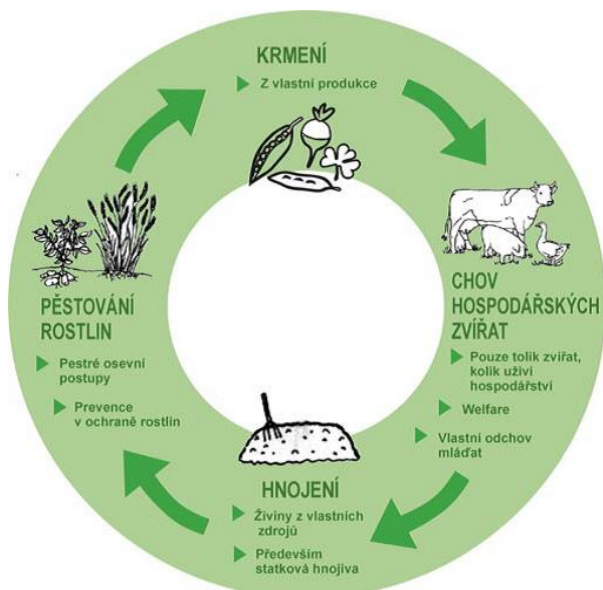 KRMENÍ
Z vlastní produkce
CHOV
HOSPODÁŘSKÝCH
ZVÍŘAT
Pouze tolik zvířat,
kolik uživí
hospodářství
Welfare
Vlastní odchov
mláďat
HNOJENÍ
Živiny z vlastních
zdrojů
Především
statková hnojiva
PĚSTOVÁNÍ
ROSTLIN
Pestré osevní
postupy
Prevence
v ochraně rostlin